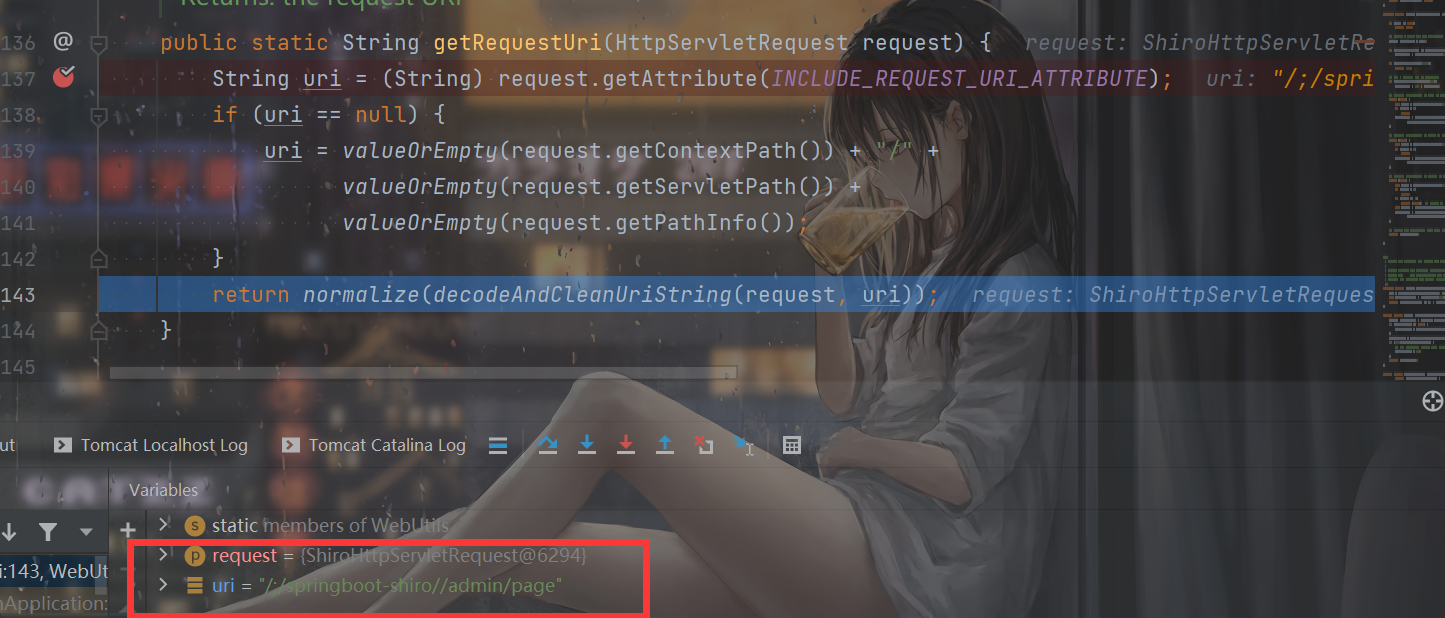 Returns: the request URI
136 @ public static String getRequestUri(HttpServletRequest request) { request: ShiroHttpServletRe
137 String uri = (String) request.getAttribute(INCLUDE_REQUEST_URI_ATTRIBUTE); uri: "/;/spri
138 if (uri == null) {
139 uri = valueOrEmpty(request.getContextPath()) + "/" +
140 valueOrEmpty(request.getServletPath()) +
141 valueOrEmpty(request.getPathInfo());
142 }
143 return normalize(decodeAndCleanUriString(request, uri)); request: ShiroHttpServletReques
144 }
145
ut Tomcat Localhost Log Tomcat Catalina Log
Variables
static members of WebUtils
request = {ShiroHttpServletRequest@6294}
i:143, WebUt
uri = "/;/springboot-shiro//admin/page"
nApplication: